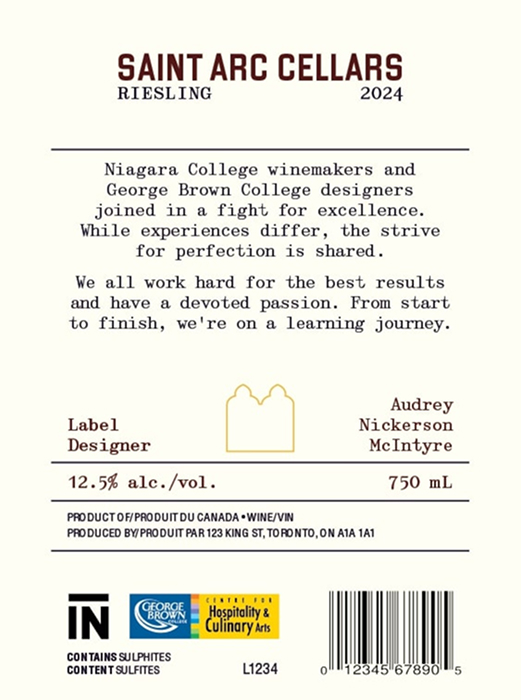 SAINT ARC CELLARS
RIESLING 2024
Niagara College winemakers and
George Brown College designers
joined in a fight for excellence.
While experiences differ, the strive
for perfection is shared.
We all work hard for the best results
and have a devoted passion. From start
to finish, we're on a learning journey.
Label
Designer
Audrey
Nickerson
McIntyre
12.5% alc./vol. 750 mL
PRODUCT OF/PRODUIT DU CANADA • WINE/VIN
PRODUCED BY/PRODUIT PAR 123 KING ST, TORONTO, ON A1A 1A1
IN
GEORGE
BROWN
COLLEGE
CENTRE FOR
Hospitality &
Culinary Arts
CONTAINS SULPHITES
CONTENT SULFITES
L1234
0 12345 67890 5